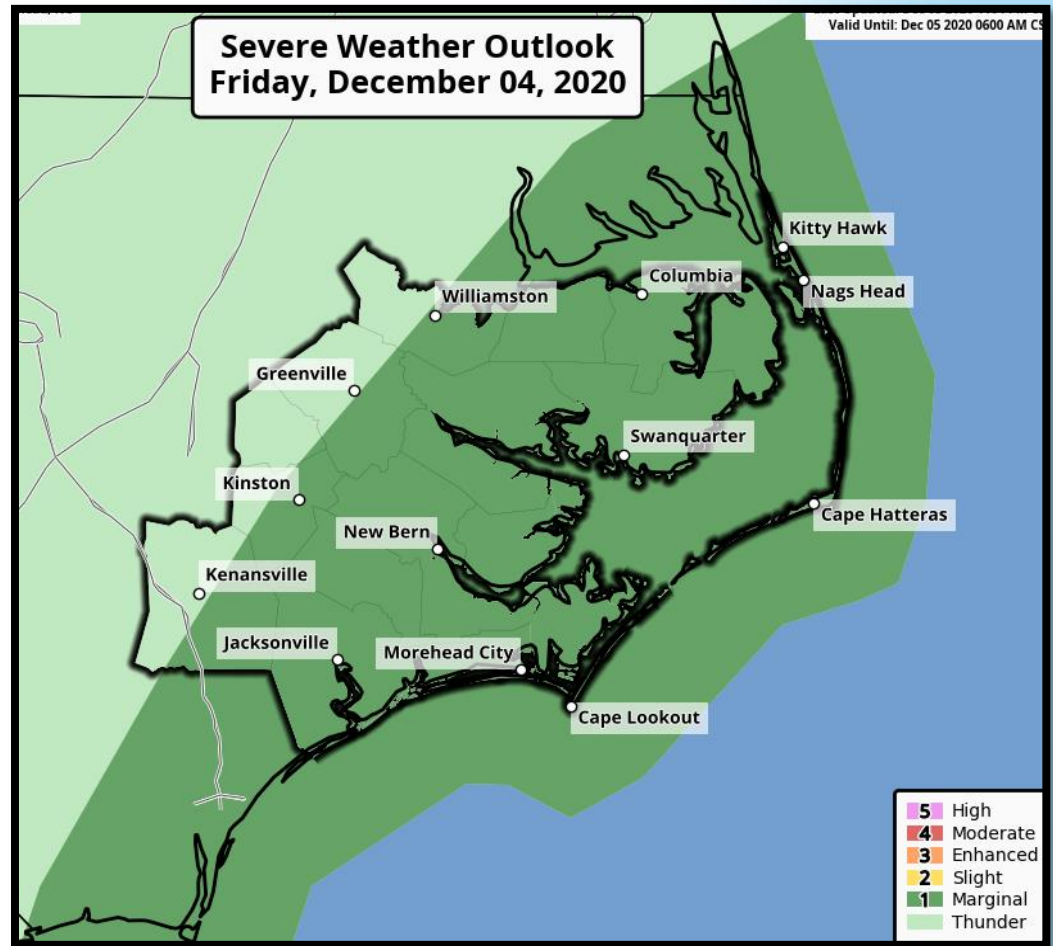 Valid Until: Dec 05 2020 0600 AM CS
Severe Weather Outlook
Friday, December 04, 2020
Kitty Hawk
Columbia
Nags Head
Williamston
Greenville
Swanquarter
Kinston
Cape Hatteras
New Bern
Kenansville
Jacksonville
Morehead City
Cape Lookout
5 High
4 Moderate
3 Enhanced
2 Slight
1 Marginal
Thunder